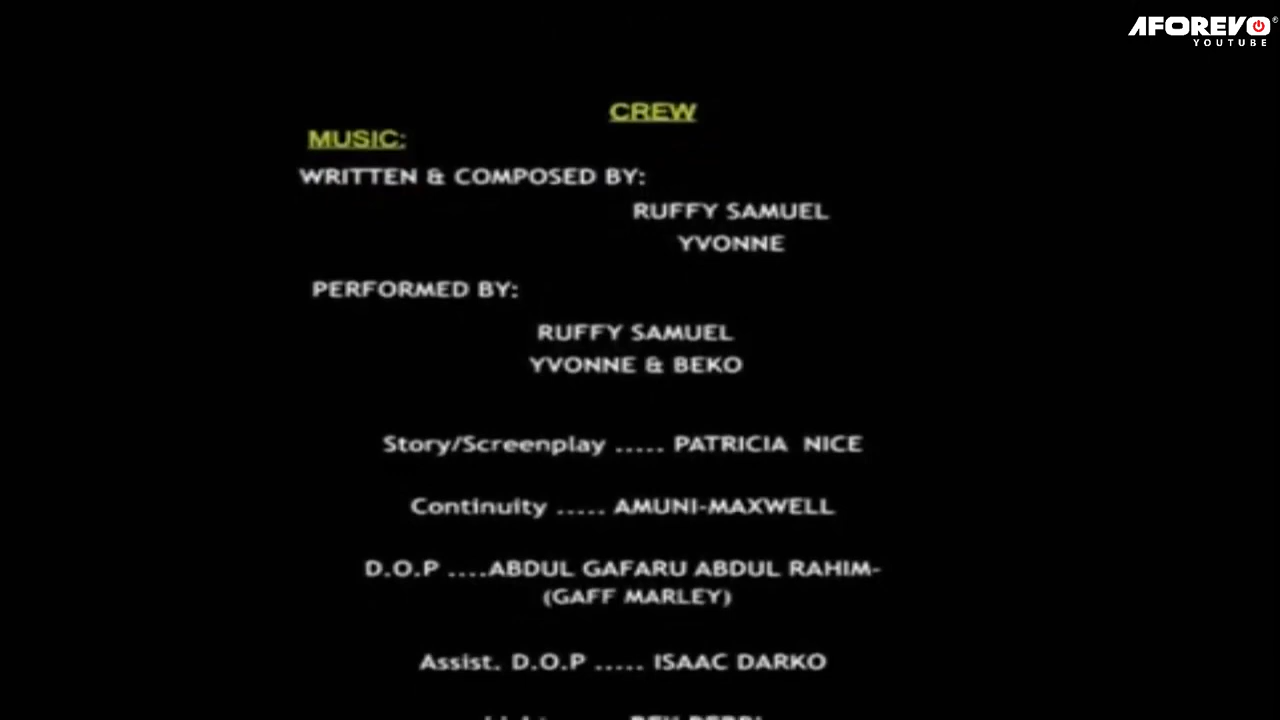 AFOREVO
YOUTUBE
CREW
MUSIC:
WRITTEN & COMPOSED BY:
RUFFY SAMUEL
YVONNE
PERFORMED BY:
RUFFY SAMUEL
YVONNE & BEKO
Story/Screenplay ..... PATRICIA NICE
Continuity ..... AMUNI-MAXWELL
D.O.P ....ABDUL GAFARU ABDUL RAHIM-
(GAFF MARLEY)
Assist. D.O.P ..... ISAAC DARKO